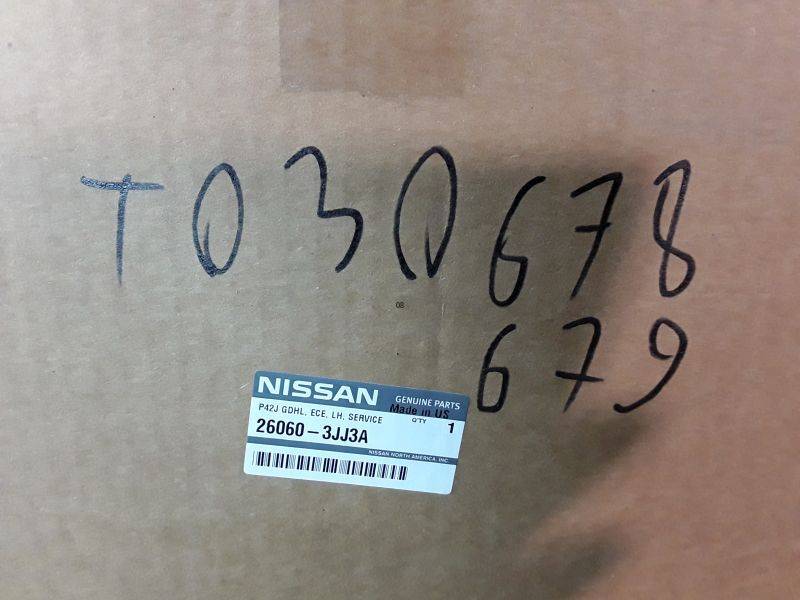 T030678
08
679
NISSAN
GENUINE PARTS
P42J GDHL, ECE, LH, SERVICE
Made in US
Q'TY 1
26060-3JJ3A
NISSAN NORTH AMERICA, INC.